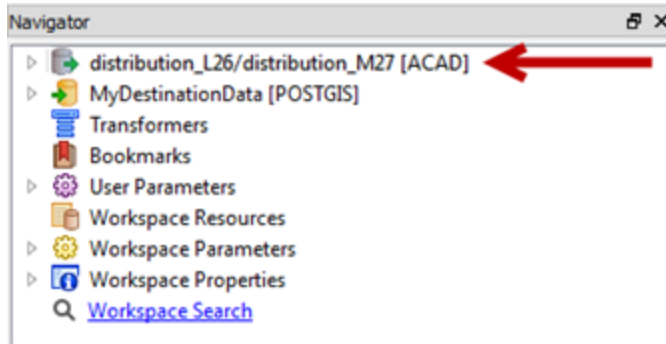 Navigator
distribution_L26/distribution_M27 [ACAD]
MyDestinationData [POSTGIS]
Transformers
Bookmarks
User Parameters
Workspace Resources
Workspace Parameters
Workspace Properties
Workspace Search